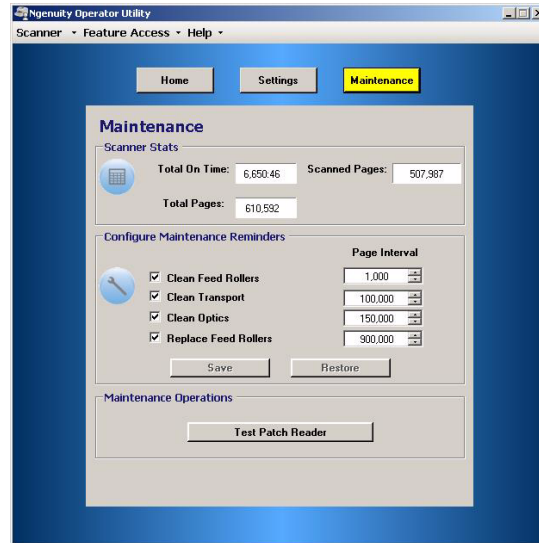 Ngenuity Operator Utility
Scanner Feature Access Help
Home Settings Maintenance
Maintenance
Scanner Stats
Total On Time: 6,650:46 Scanned Pages: 507,987
Total Pages: 610,592
Configure Maintenance Reminders
Page Interval
Clean Feed Rollers 1,000
Clean Transport 100,000
Clean Optics 150,000
Replace Feed Rollers 900,000
Save Restore
Maintenance Operations
Test Patch Reader